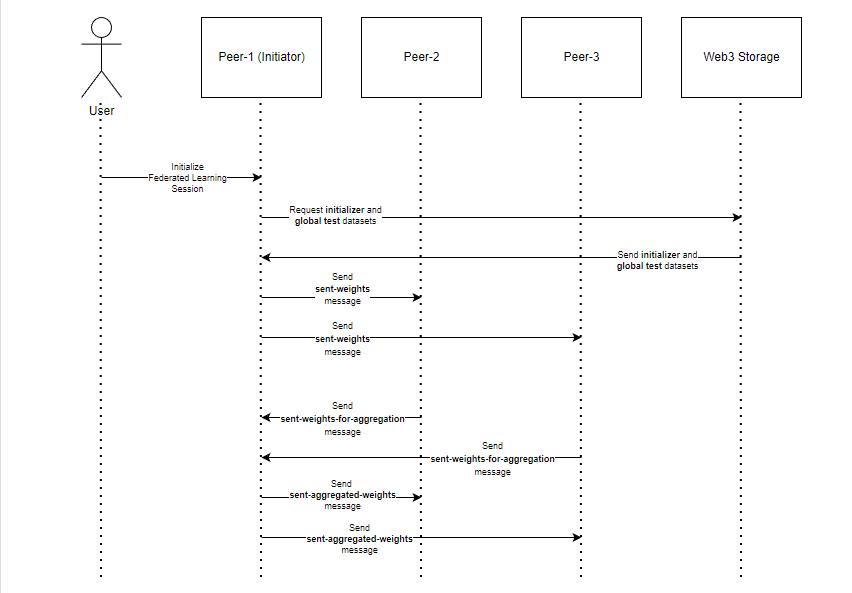 Peer-1 (Initiator)
Peer-2
Peer-3
Web3 Storage
User
Initialize
Federated Learning
Session
Request initializer and
global test datasets
Send initializer and
global test datasets
Send
sent-weights
message
Send
sent-weights
message
Send
sent-weights-for-aggregation
message
Send
sent-weights-for-aggregation
message
Send
sent-aggregated-weights
message
Send
sent-aggregated-weights
message